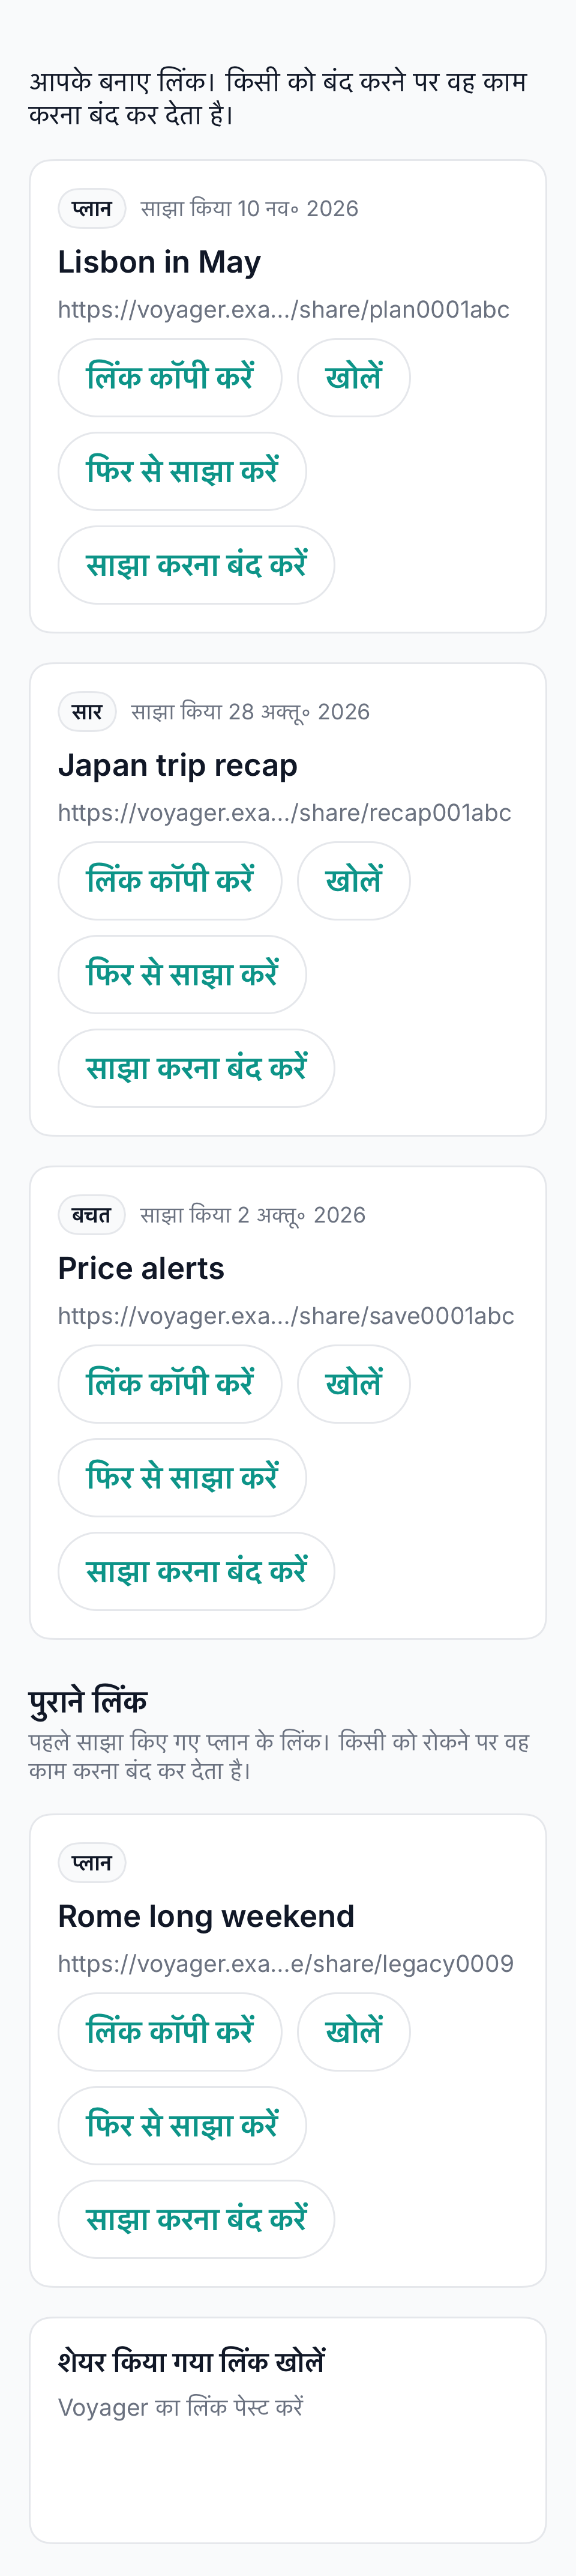 आपके बनाए लिंक। किसी को बंद करने पर वह काम
करना बंद कर देता है।
प्लान साझा किया 10 नव॰ 2026
Lisbon in May
https://voyager.exa…/share/plan0001abc
लिंक कॉपी करें खोलें
फिर से साझा करें
साझा करना बंद करें
सार साझा किया 28 अक्तू॰ 2026
Japan trip recap
https://voyager.exa…/share/recap001abc
लिंक कॉपी करें खोलें
फिर से साझा करें
साझा करना बंद करें
बचत साझा किया 2 अक्तू॰ 2026
Price alerts
https://voyager.exa…/share/save0001abc
लिंक कॉपी करें खोलें
फिर से साझा करें
साझा करना बंद करें
पुराने लिंक
पहले साझा किए गए प्लान के लिंक। किसी को रोकने पर वह
काम करना बंद कर देता है।
प्लान
Rome long weekend
https://voyager.exa…e/share/legacy0009
लिंक कॉपी करें खोलें
फिर से साझा करें
साझा करना बंद करें
शेयर किया गया लिंक खोलें
Voyager का लिंक पेस्ट करें